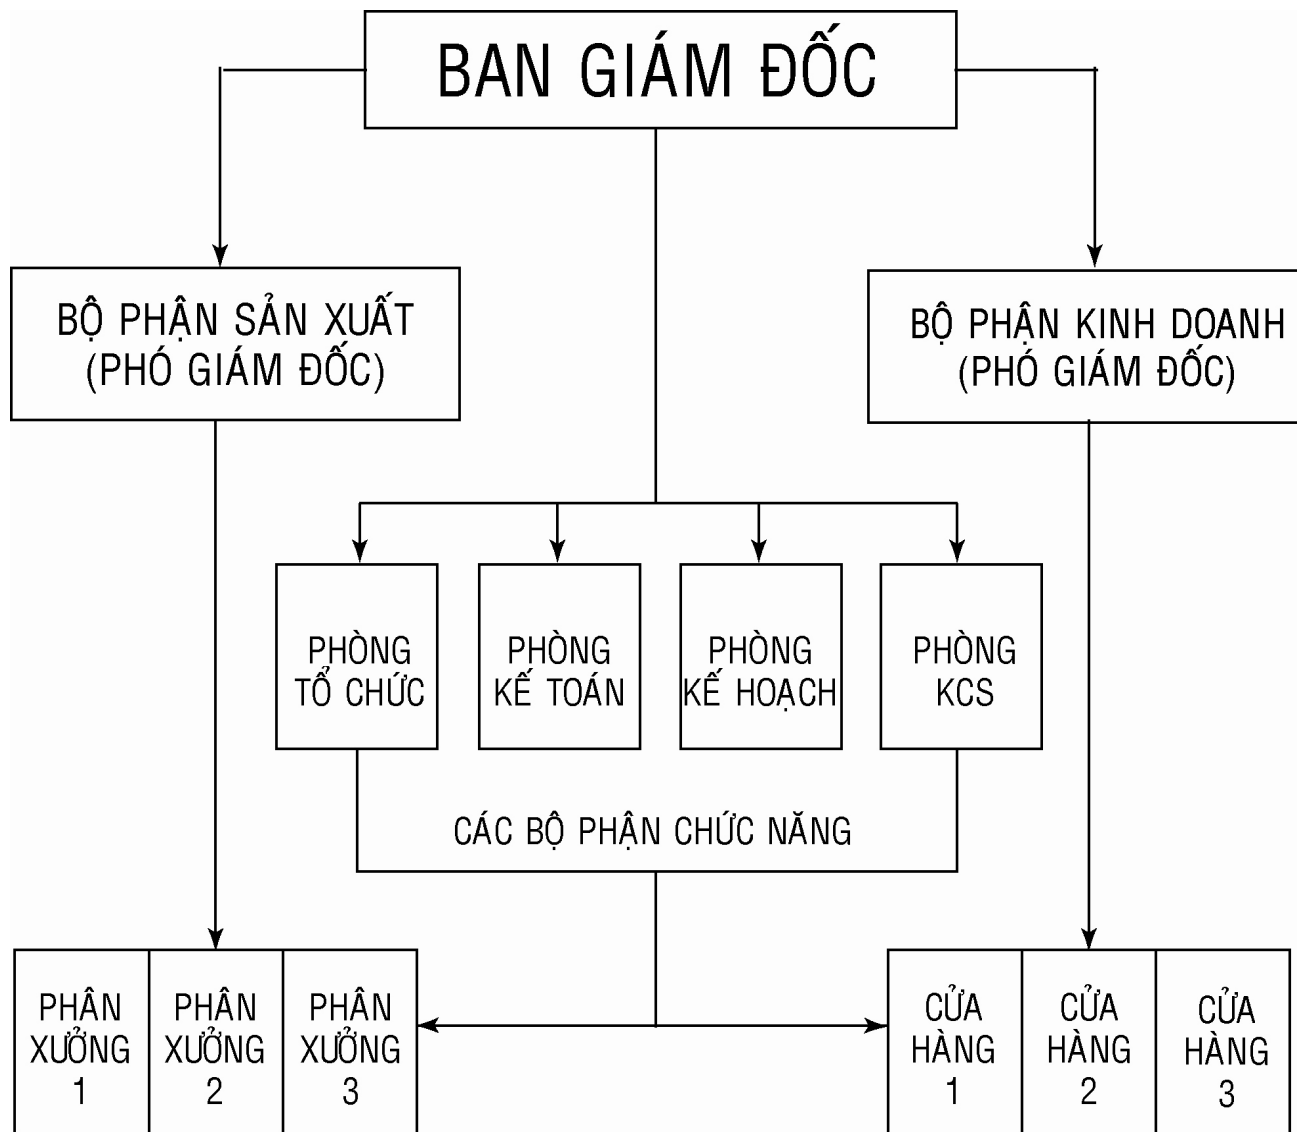 BAN GIÁM ĐỐC
BỘ PHẬN SẢN XUẤT
(PHÓ GIÁM ĐỐC)
BỘ PHẬN KINH DOANH
(PHÓ GIÁM ĐỐC)
PHÒNG
TỔ CHỨC
PHÒNG
KẾ TOÁN
PHÒNG
KẾ HOẠCH
PHÒNG
KCS
CÁC BỘ PHẬN CHỨC NĂNG
PHÂN
XƯỞNG
1
PHÂN
XƯỞNG
2
PHÂN
XƯỞNG
3
CỬA
HÀNG
1
CỬA
HÀNG
2
CỬA
HÀNG
3